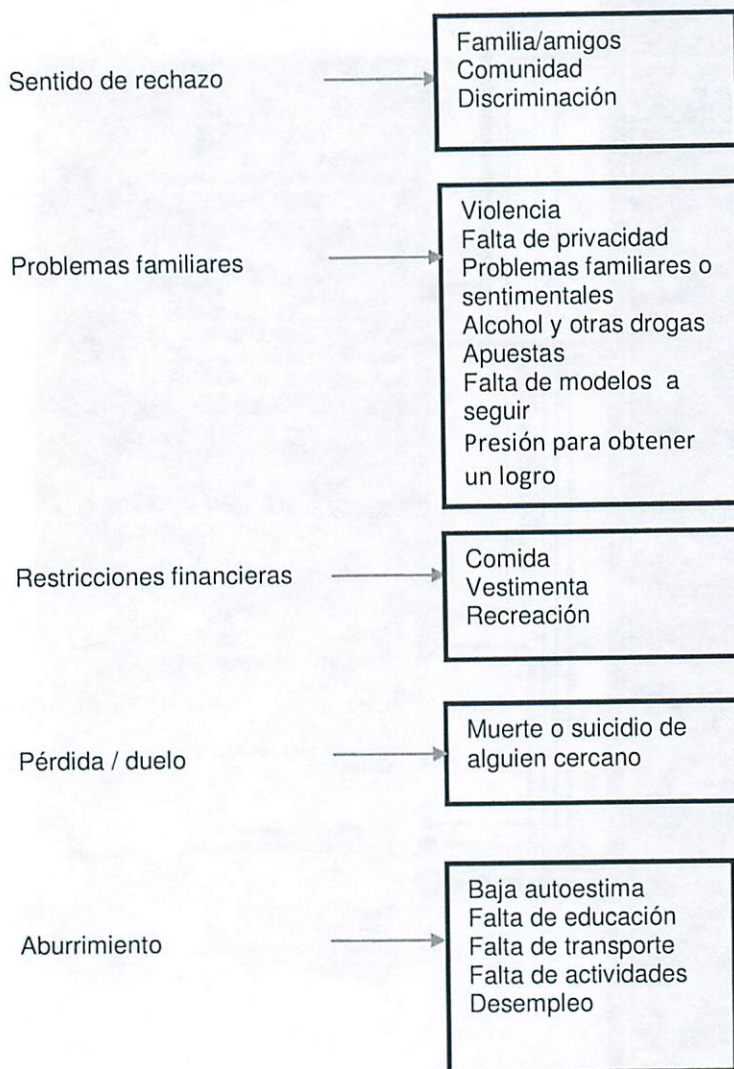 Sentido de rechazo
Familia/amigos
Comunidad
Discriminación
Problemas familiares
Violencia
Falta de privacidad
Problemas familiares o
sentimentales
Alcohol y otras drogas
Apuestas
Falta de modelos a
seguir
Presión para obtener
un logro
Restricciones financieras
Comida
Vestimenta
Recreación
Pérdida / duelo
Muerte o suicidio de
alguien cercano
Aburrimiento
Baja autoestima
Falta de educación
Falta de transporte
Falta de actividades
Desempleo